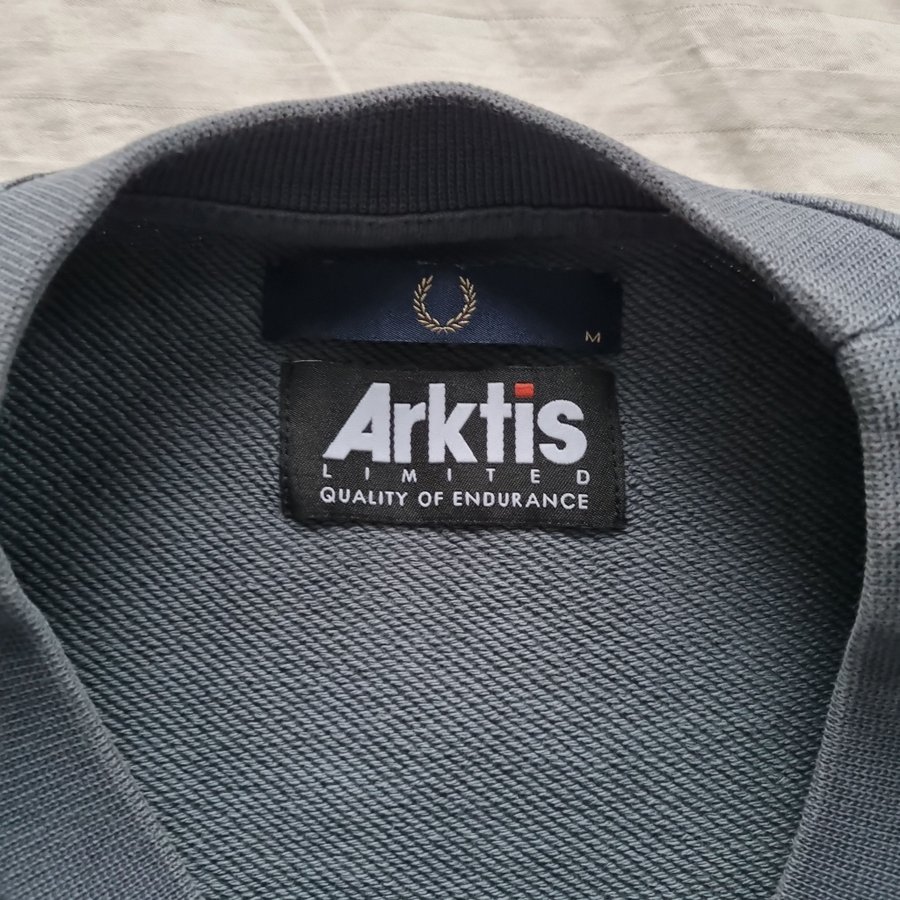 M
Arktis
LIMITED
QUALITY OF ENDURANCE